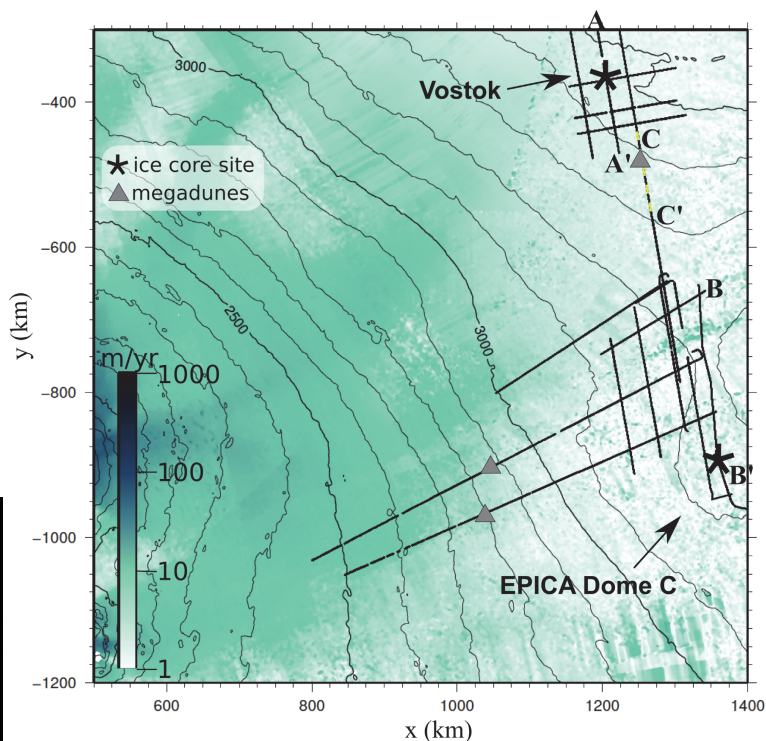 A
3000
Vostok
−400
C
A'
ice core site
megadunes
C'
−600
B
2500
3000
m/yr
1000
y (km)
−800
100
B'
−1000
10
EPICA Dome C
1
−1200
600
800
1000
1200
1400
x (km)